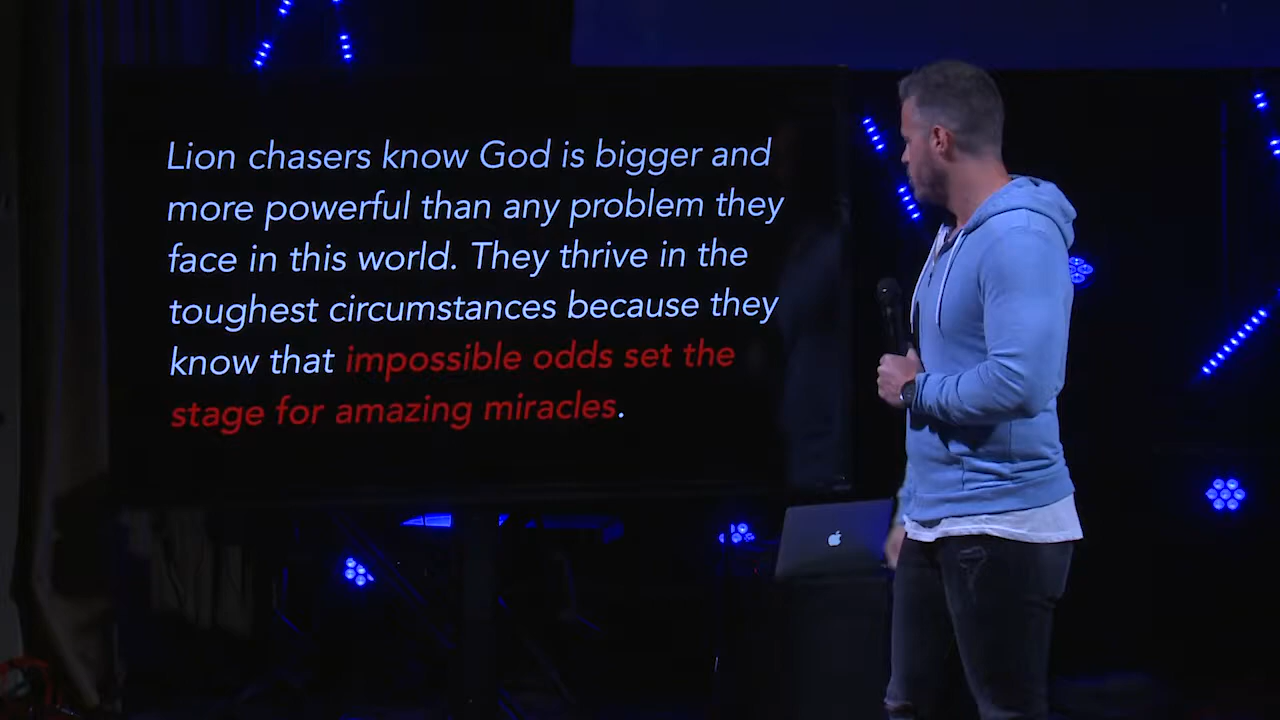 Lion chasers know God is bigger and
more powerful than any problem they
face in this world. They thrive in the
toughest circumstances because they
know that impossible odds set the
stage for amazing miracles.